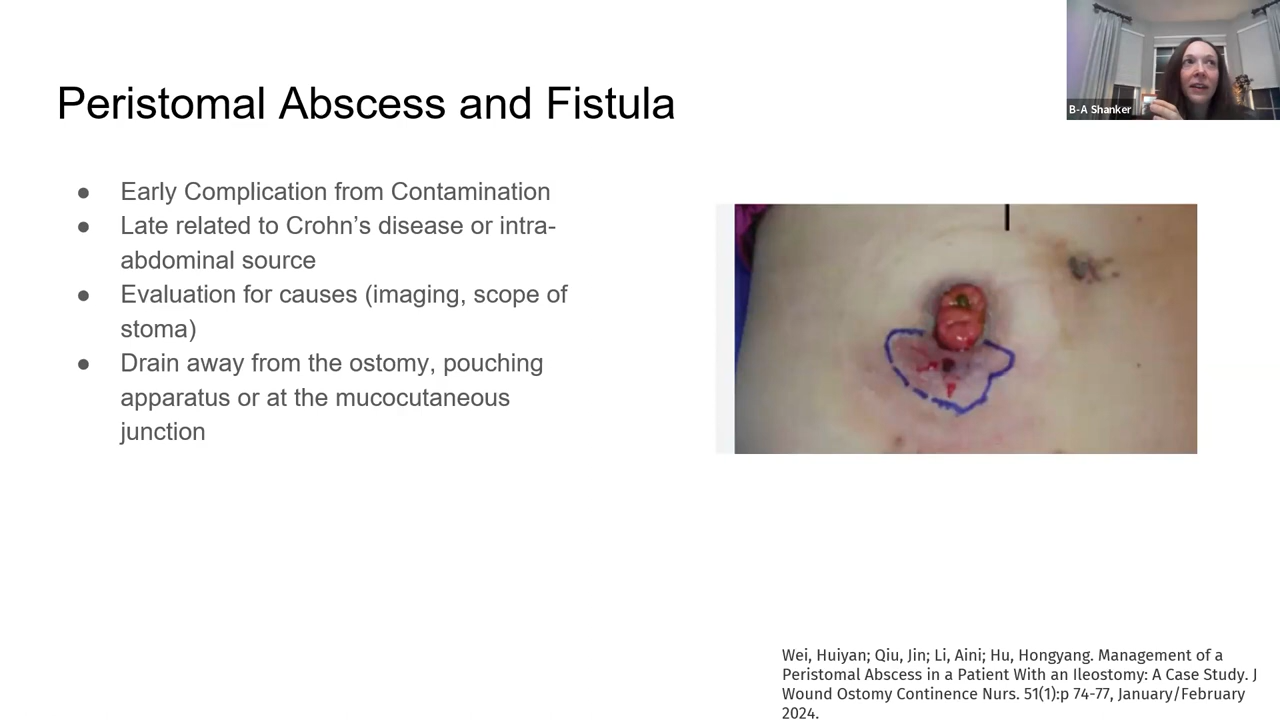 B-A Shanker
Peristomal Abscess and Fistula
● Early Complication from Contamination
● Late related to Crohn’s disease or intra-
abdominal source
● Evaluation for causes (imaging, scope of
stoma)
● Drain away from the ostomy, pouching
apparatus or at the mucocutaneous
junction
Wei, Huiyan; Qiu, Jin; Li, Aini; Hu, Hongyang. Management of a
Peristomal Abscess in a Patient With an Ileostomy: A Case Study. J
Wound Ostomy Continence Nurs. 51(1):p 74-77, January/February
2024.